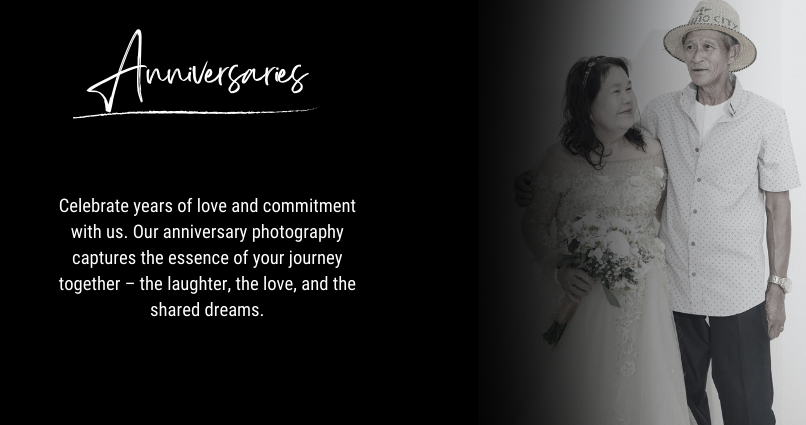 Anniversaries
CITY
Celebrate years of love and commitment
with us. Our anniversary photography
captures the essence of your journey
together – the laughter, the love, and the
shared dreams.